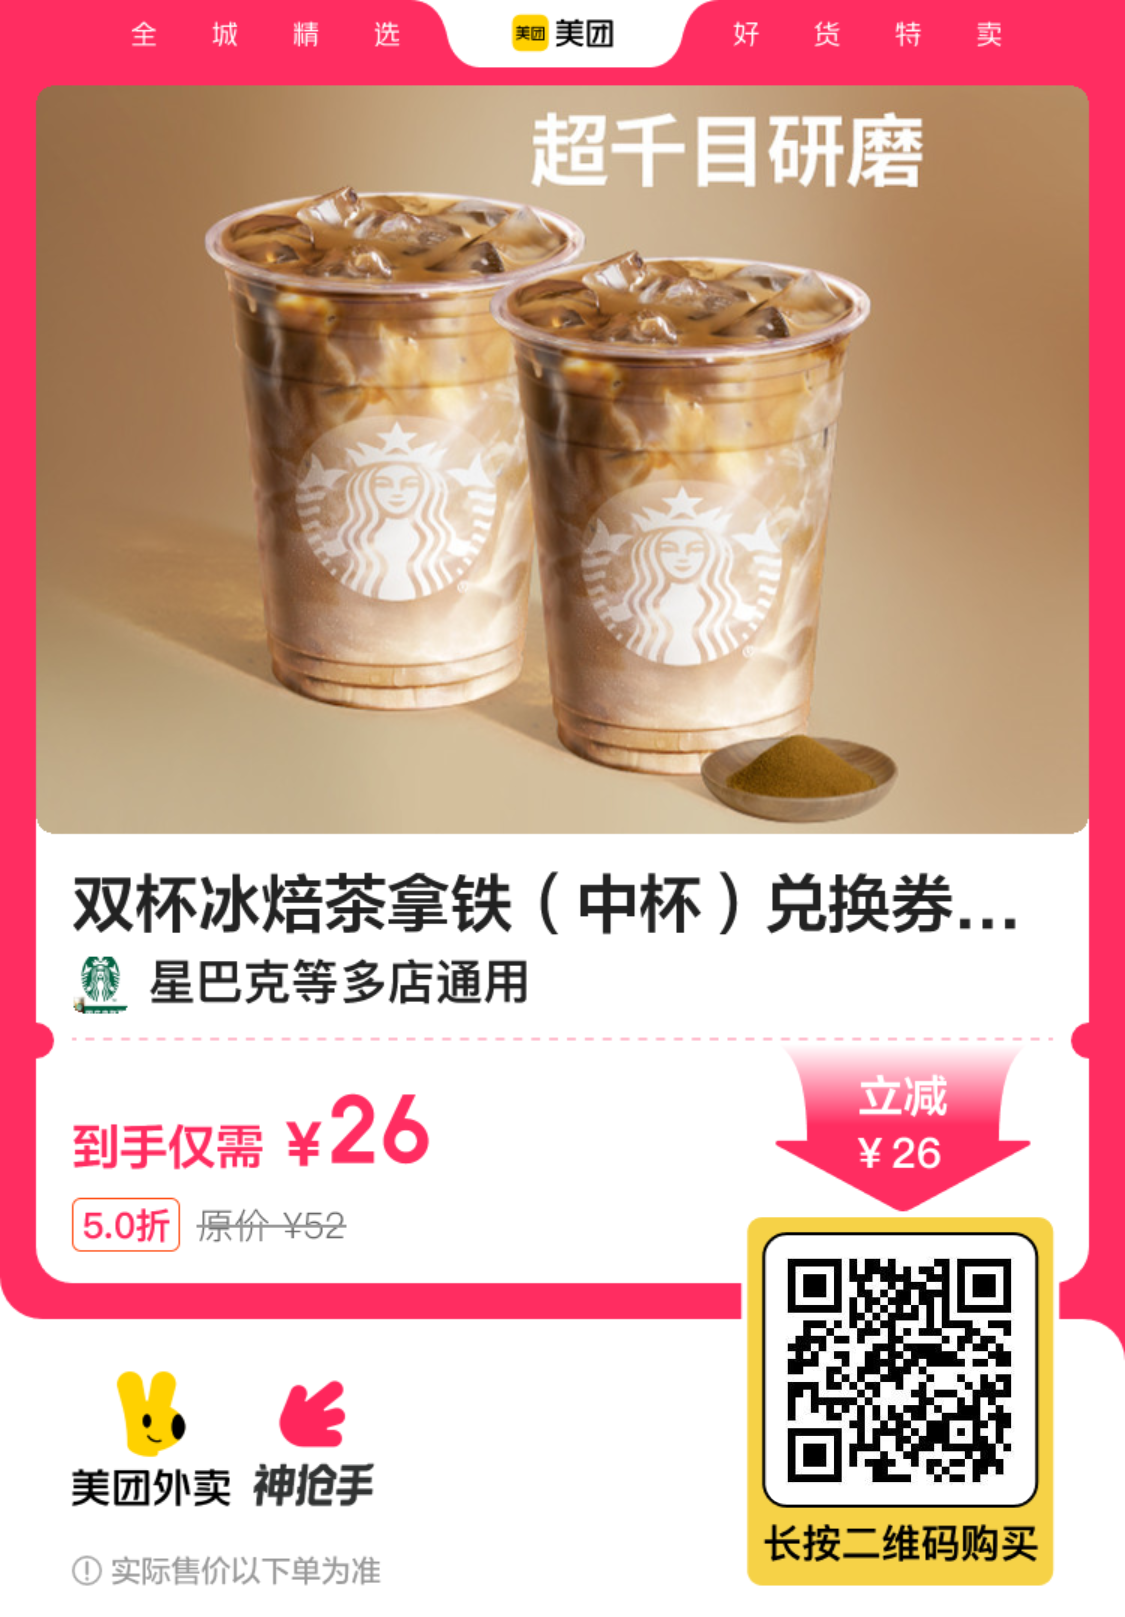 全城精选 美团 美团 好货特卖
超千目研磨
双杯冰焙茶拿铁（中杯）兑换券...
星巴克等多店通用
立减
¥26
到手仅需 ¥26
5.0折 原价 ¥52
美团外卖 神抢手
长按二维码购买
实际售价以下单为准